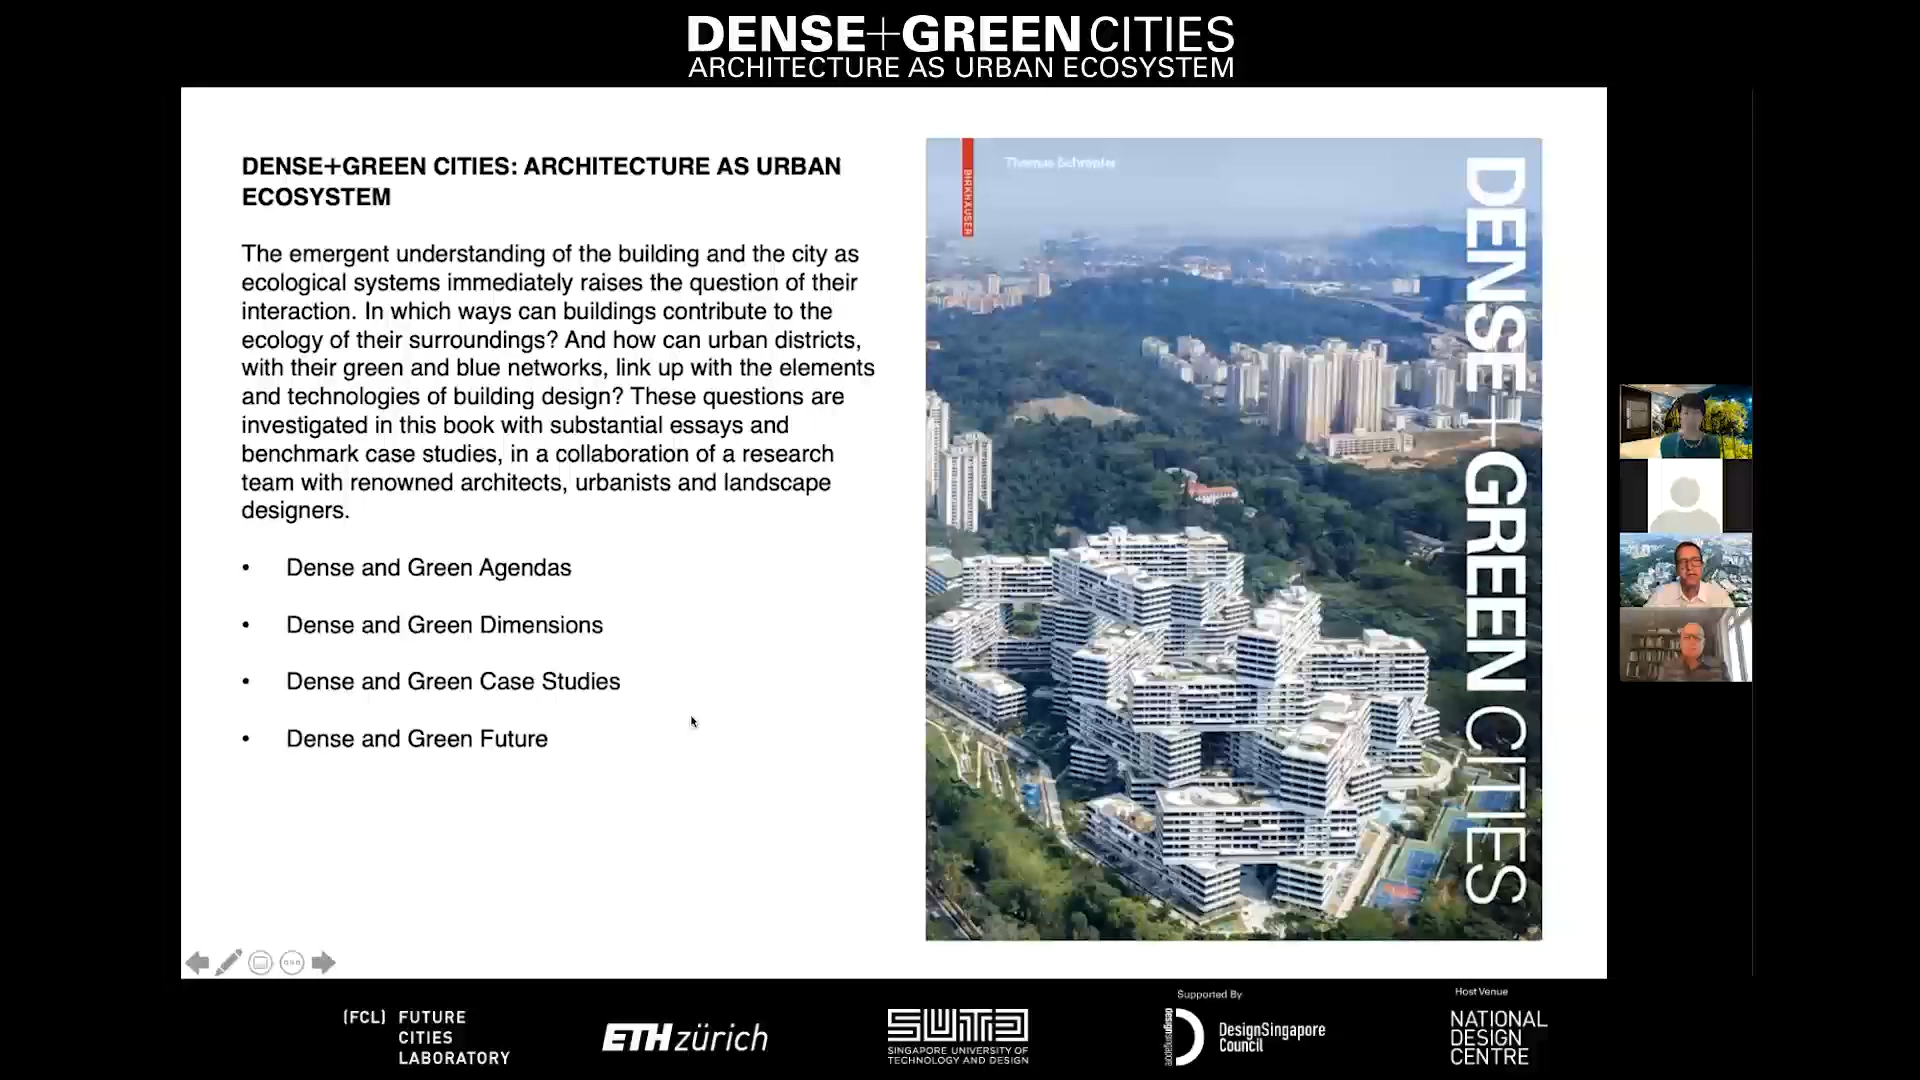 DENSE+GREEN CITIES
ARCHITECTURE AS URBAN ECOSYSTEM
DENSE+GREEN CITIES: ARCHITECTURE AS URBAN
ECOSYSTEM
The emergent understanding of the building and the city as
ecological systems immediately raises the question of their
interaction. In which ways can buildings contribute to the
ecology of their surroundings? And how can urban districts,
with their green and blue networks, link up with the elements
and technologies of building design? These questions are
investigated in this book with substantial essays and
benchmark case studies, in a collaboration of a research
team with renowned architects, urbanists and landscape
designers.
• Dense and Green Agendas
• Dense and Green Dimensions
• Dense and Green Case Studies
• Dense and Green Future
BIRKHÄUSER
Thomas Schröpfer
DENSE+GREEN CITIES
(FCL) FUTURE
CITIES
LABORATORY
ETH zürich
SUTD
SINGAPORE UNIVERSITY OF
TECHNOLOGY AND DESIGN
Supported By
designsingapore
DesignSingapore
Council
Host Venue
NATIONAL
DESIGN
CENTRE